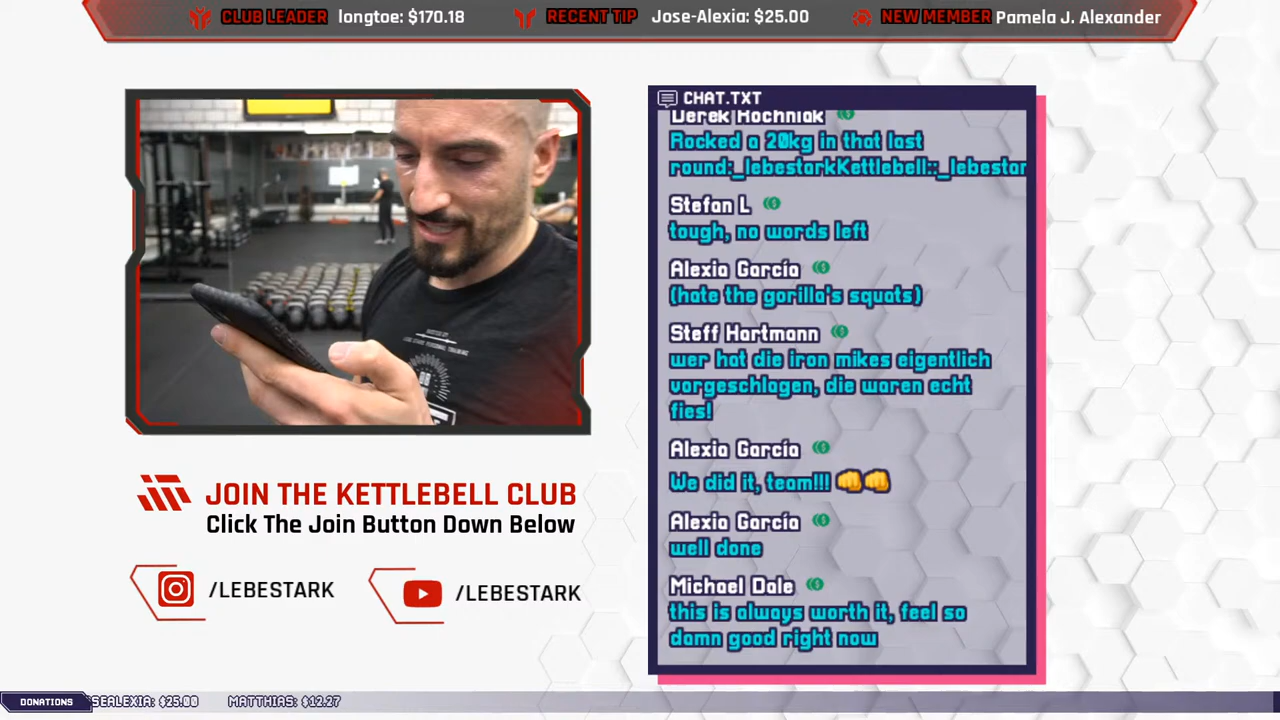 CLUB LEADER longtoe: $170.18 RECENT TIP Jose-Alexia: $25.00 NEW MEMBER Pamela J. Alexander
CHAT.TXT
Derek Kochniak
Rocked a 20kg in that last
round:_lebestarkKettlebell::_lebestar
Stefan L
tough, no words left
Alexia García
(hate the gorilla's squats)
Steff Hartmann
wer hat die iron mikes eigentlich
vorgeschlagen, die waren echt
fies!
Alexia García
We did it, team!!! 👊👊
Alexia García
well done
Michael Dale
this is always worth it, feel so
damn good right now
JOIN THE KETTLEBELL CLUB
Click The Join Button Down Below
/LEBESTARK
/LEBESTARK
DONATIONS SEALEXIA: $25.00 MATTHIAS: $12.27